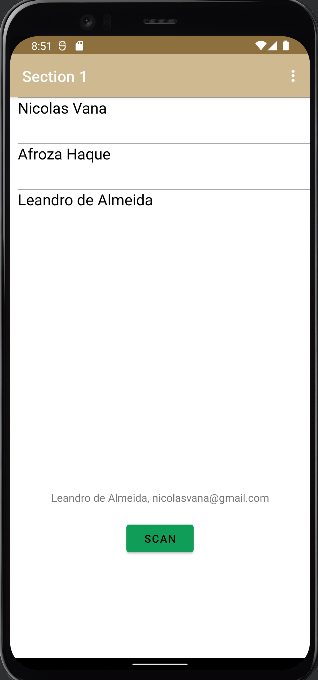 8:51
Section 1
Nicolas Vana
Afroza Haque
Leandro de Almeida
Leandro de Almeida, nicolasvana@gmail.com
SCAN